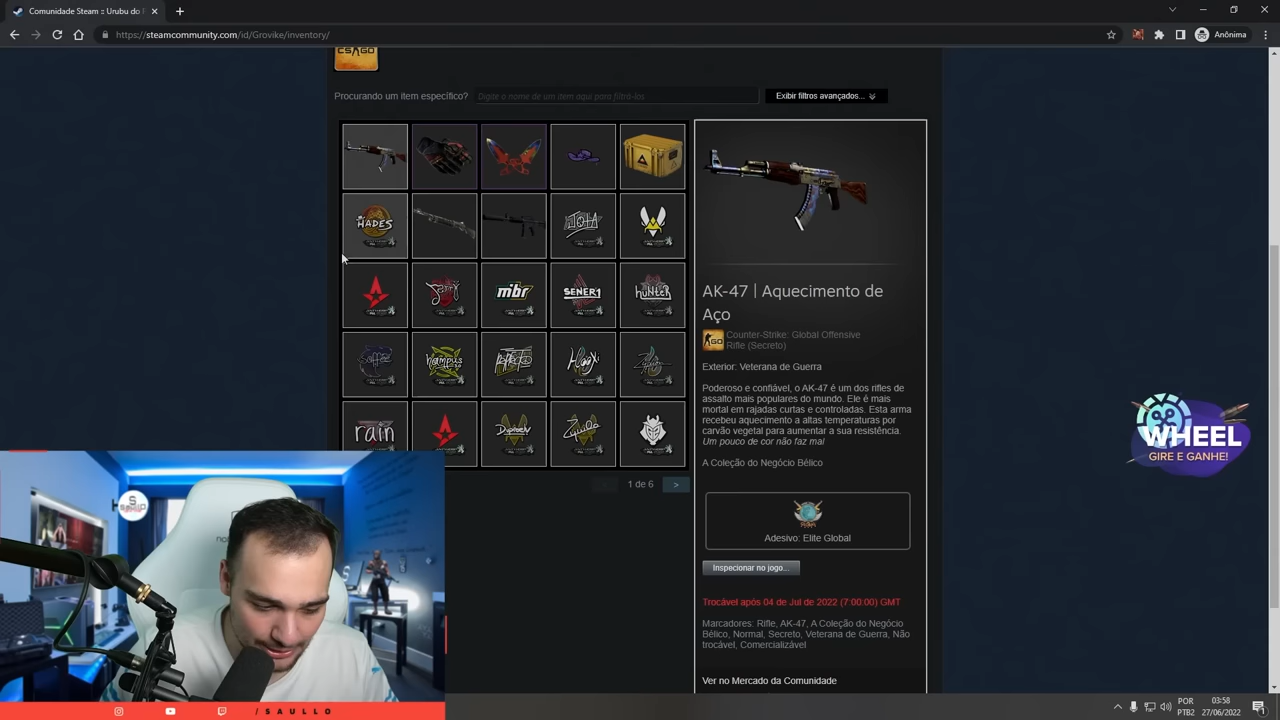 Comunidade Steam :: Urubu do F
https://steamcommunity.com/id/Grovike/inventory/
Anônima
CS GO
Procurando um item específico?
Digite o nome de um item aqui para filtrá-los
Exibir filtros avançados...
HADES
JOTA
mibr
SENER1
huNter
HooXi
rain
Dupreeh
ZywOo
1 de 6
>
AK-47 | Aquecimento de
Aço
GO
Counter-Strike: Global Offensive
Rifle (Secreto)
Exterior: Veterana de Guerra
Poderoso e confiável, o AK-47 é um dos rifles de
assalto mais populares do mundo. Ele é mais
mortal em rajadas curtas e controladas. Esta arma
recebeu aquecimento a altas temperaturas por
carvão vegetal para aumentar a sua resistência.
Um pouco de cor não faz mal
A Coleção do Negócio Bélico
Adesivo: Elite Global
Inspecionar no jogo...
Trocável após 04 de Jul de 2022 (7:00:00) GMT
Marcadores: Rifle, AK-47, A Coleção do Negócio
Bélico, Normal, Secreto, Veterana de Guerra, Não
trocável, Comercializável
Ver no Mercado da Comunidade
WHEEL
GIRE E GANHE!
/SAULLO
POR
PTB2
03:58
27/06/2022